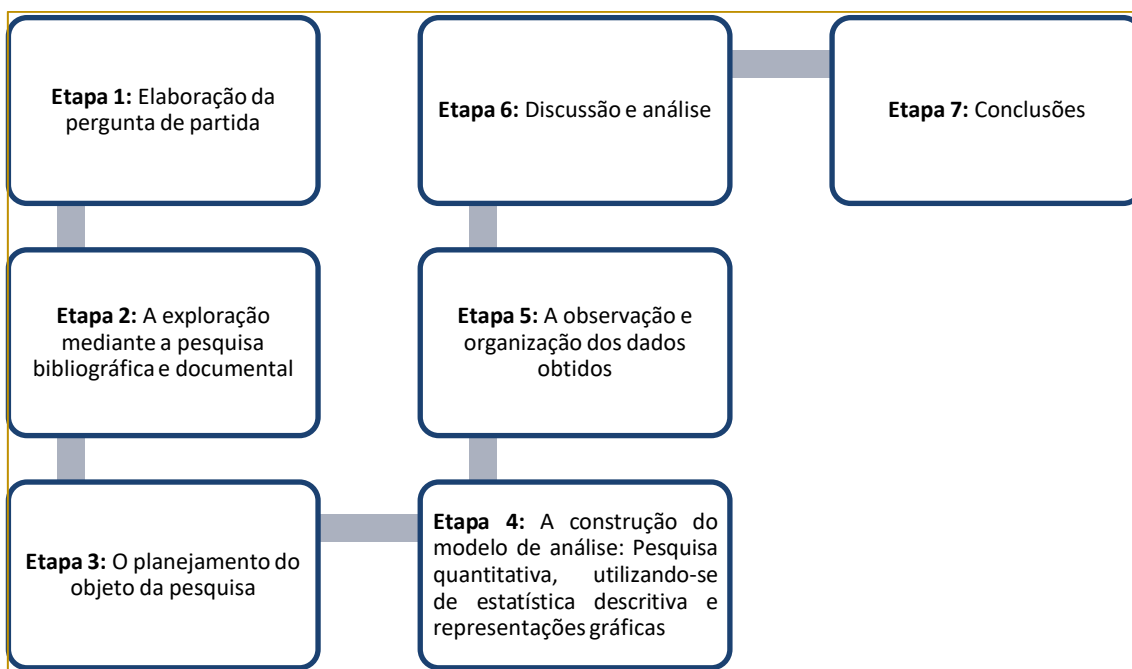 Etapa 1: Elaboração da
pergunta de partida
Etapa 2: A exploração
mediante a pesquisa
bibliográfica e documental
Etapa 3: O planejamento do
objeto da pesquisa
Etapa 4: A construção do
modelo de análise: Pesquisa
quantitativa, utilizando-se
de estatística descritiva e
representações gráficas
Etapa 5: A observação e
organização dos dados
obtidos
Etapa 6: Discussão e análise
Etapa 7: Conclusões